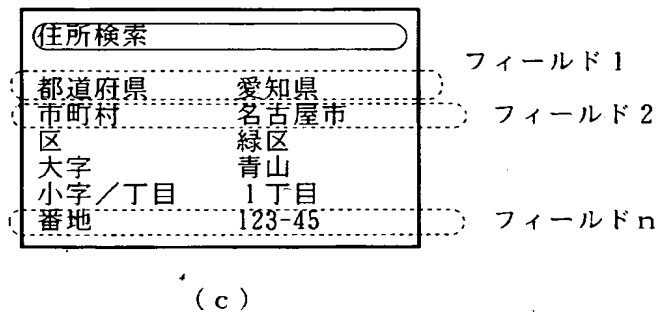 住所検索
フィールド1
都道府県 愛知県
市町村 名古屋市 フィールド2
区 緑区
大字 青山
小字/丁目 1丁目
番地 123-45 フィールドn
(c)